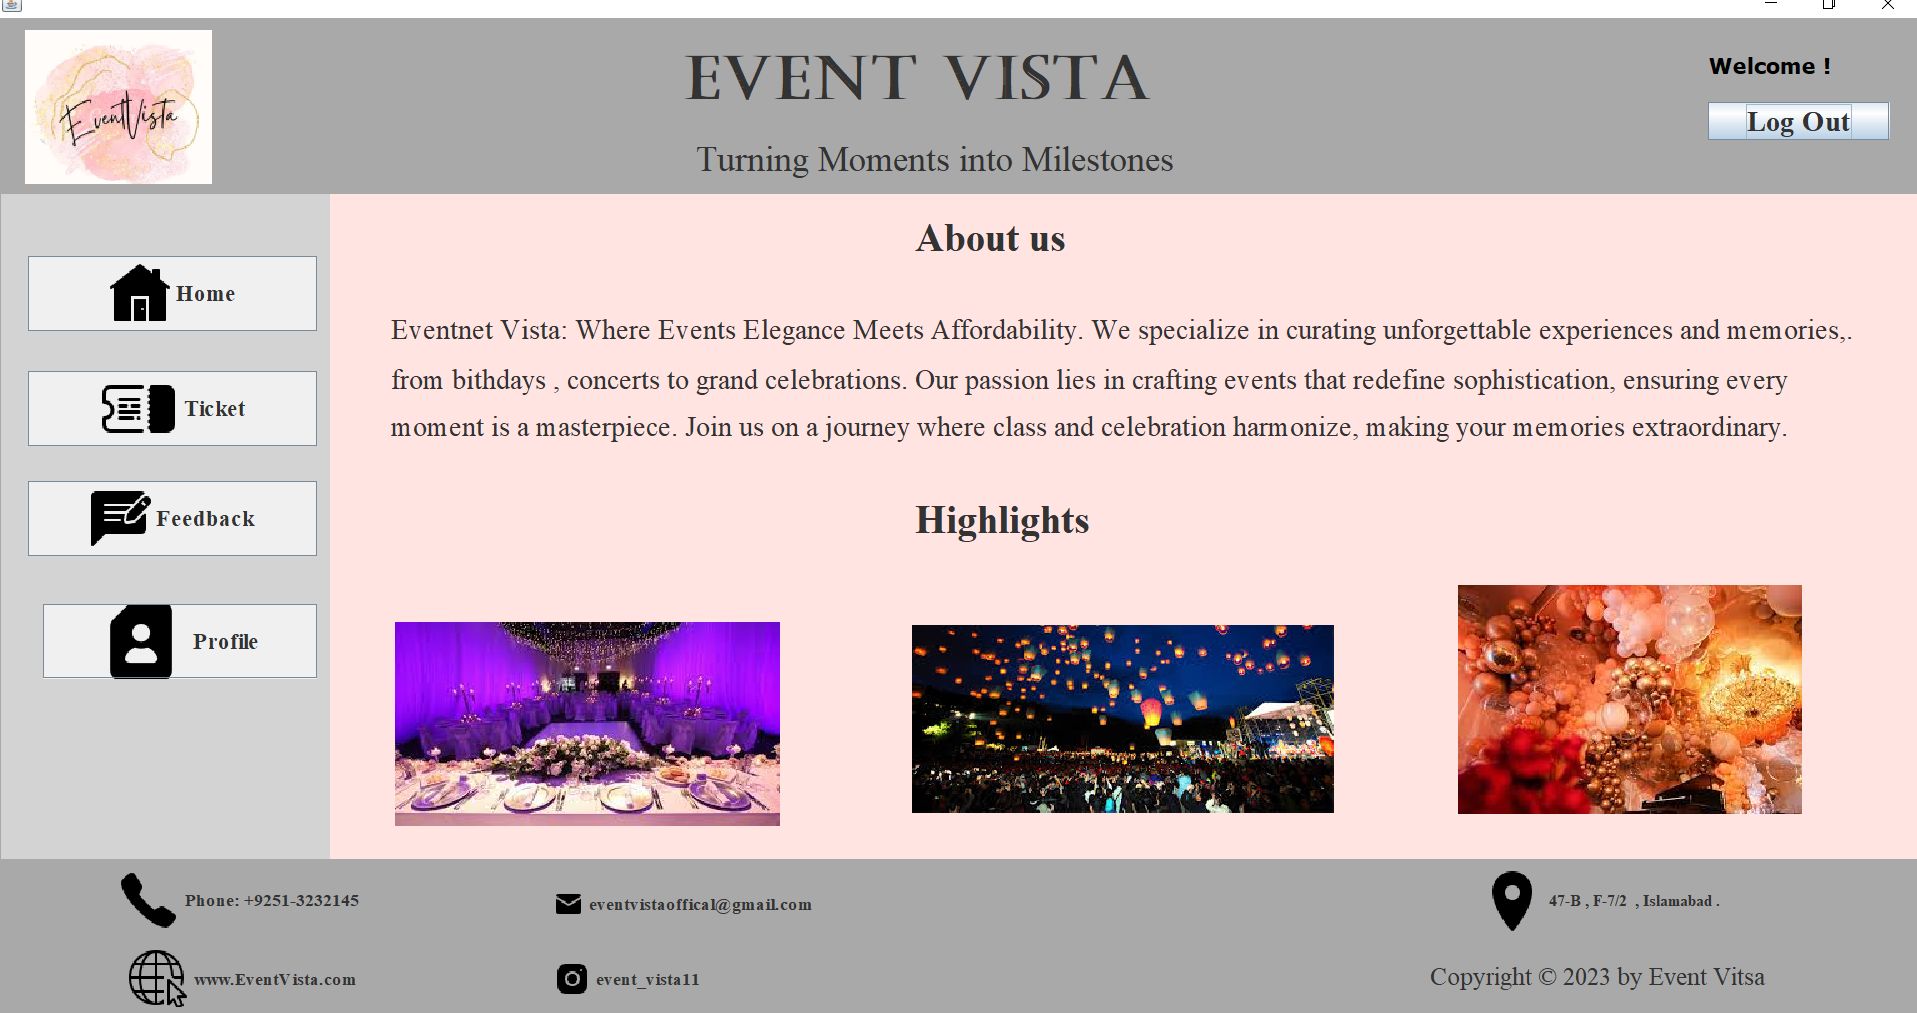 EventVista
EVENT VISTA
Turning Moments into Milestones
Welcome !
Log Out
Home
Ticket
Feedback
Profile
About us
Eventnet Vista: Where Events Elegance Meets Affordability. We specialize in curating unforgettable experiences and memories,.
from bithdays , concerts to grand celebrations. Our passion lies in crafting events that redefine sophistication, ensuring every
moment is a masterpiece. Join us on a journey where class and celebration harmonize, making your memories extraordinary.
Highlights
Phone: +9251-3232145
eventvistaoffical@gmail.com
47-B , F-7/2 , Islamabad .
www.EventVista.com
event_vista11
Copyright © 2023 by Event Vitsa